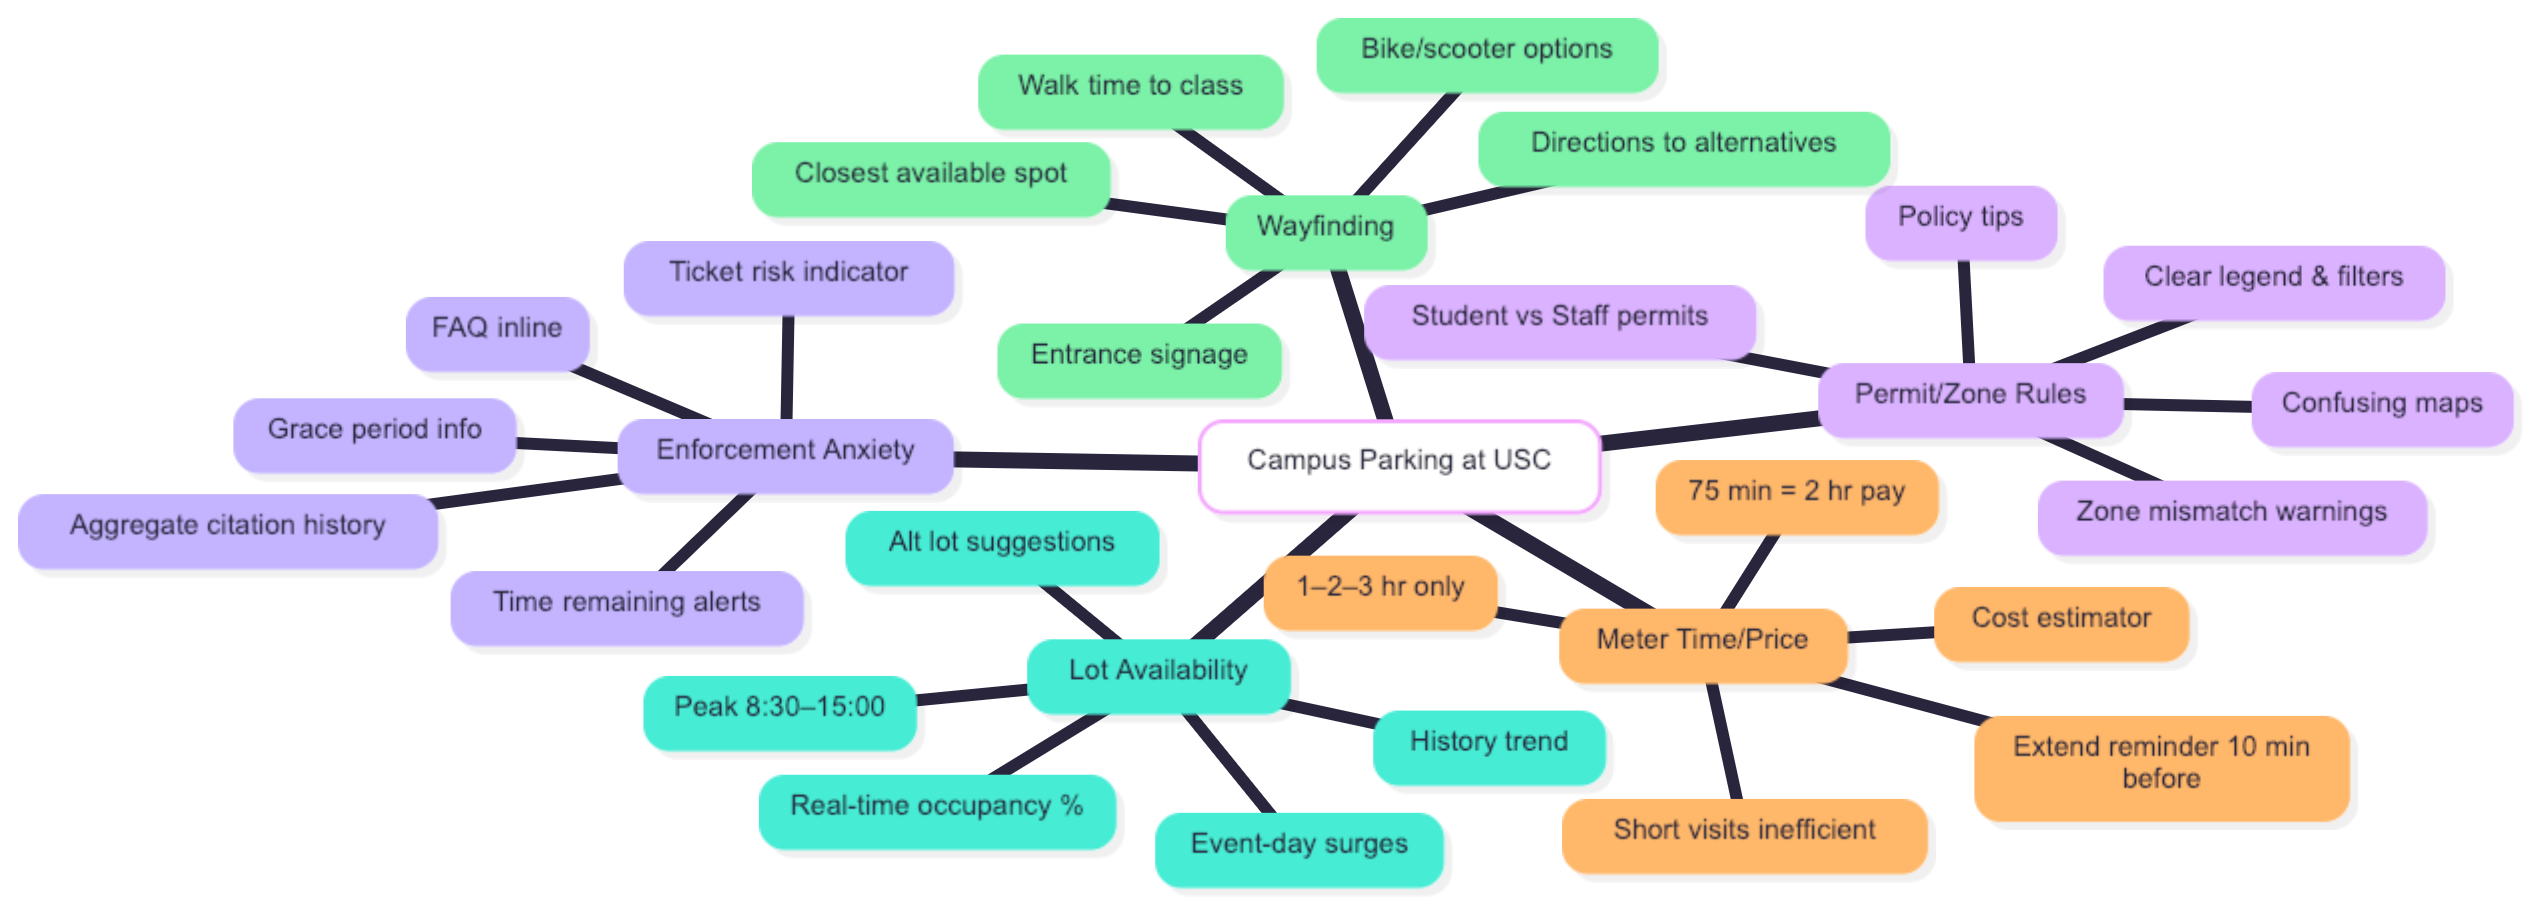 Bike/scooter options
Walk time to class
Directions to alternatives
Closest available spot
Wayfinding
Entrance signage
Policy tips
Clear legend & filters
Student vs Staff permits
Permit/Zone Rules
Confusing maps
Zone mismatch warnings
Ticket risk indicator
FAQ inline
Grace period info
Enforcement Anxiety
Aggregate citation history
Time remaining alerts
Campus Parking at USC
75 min = 2 hr pay
1–2–3 hr only
Cost estimator
Meter Time/Price
Extend reminder 10 min
before
Short visits inefficient
Alt lot suggestions
Lot Availability
Peak 8:30–15:00
History trend
Real-time occupancy %
Event-day surges